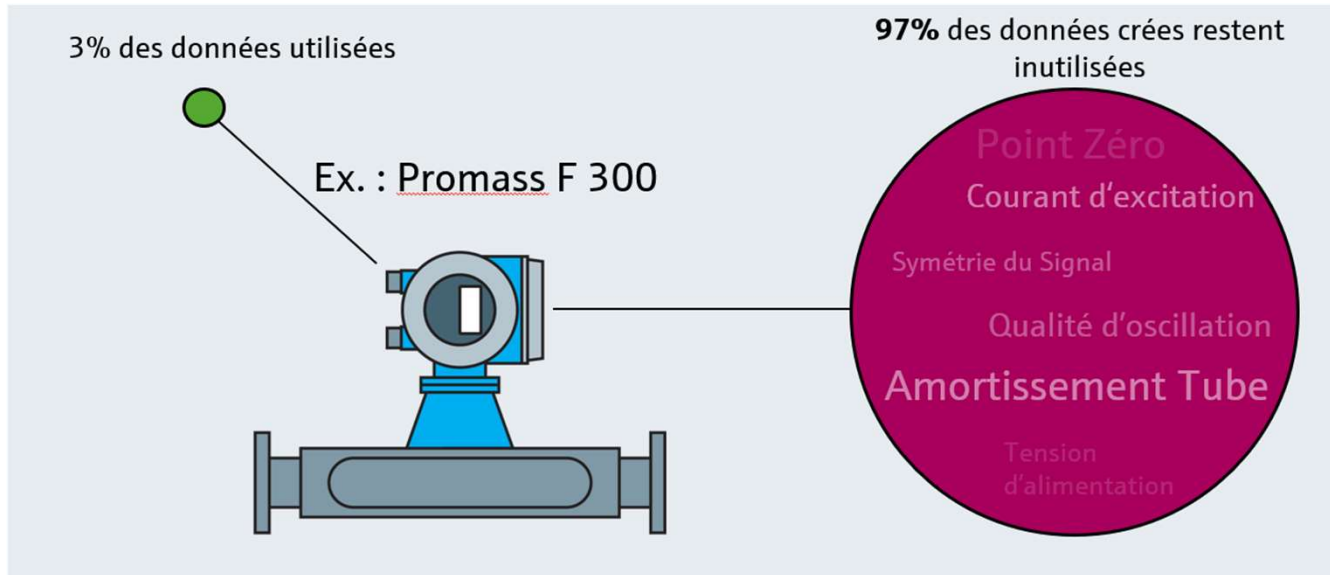 3% des données utilisées
97% des données crées restent
inutilisées
Ex. : Promass F 300
Point Zéro
Courant d‘excitation
Symétrie du Signal
Qualité d’oscillation
Amortissement Tube
Tension
d’alimentation